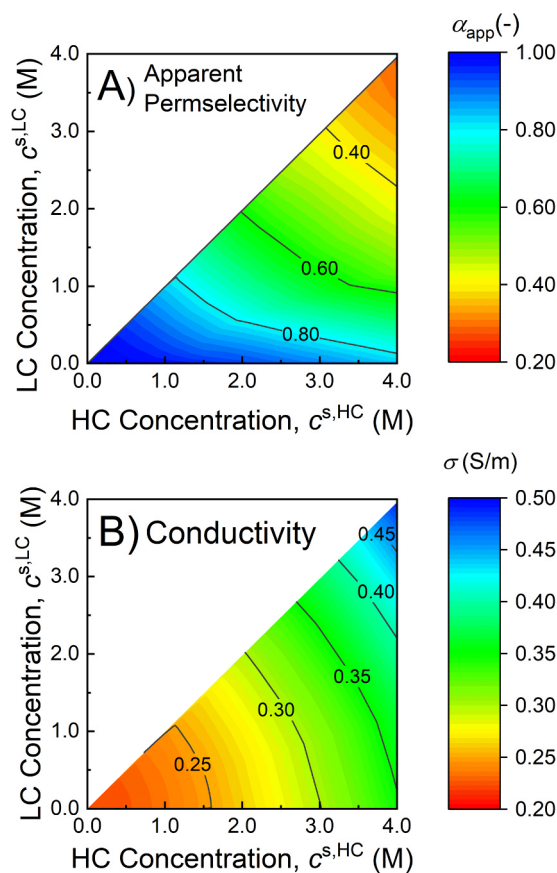 α_app(-)
A) Apparent
Permselectivity
4.0
3.0
2.0
1.0
0.0
LC Concentration, c^s,LC (M)
0.40
0.60
0.80
0.0 1.0 2.0 3.0 4.0
HC Concentration, c^s,HC (M)
1.00
0.80
0.60
0.40
0.20
σ (S/m)
B) Conductivity
4.0
3.0
2.0
1.0
0.0
LC Concentration, c^s,LC (M)
0.45
0.40
0.35
0.30
0.25
0.0 1.0 2.0 3.0 4.0
HC Concentration, c^s,HC (M)
0.50
0.45
0.40
0.35
0.30
0.25
0.20